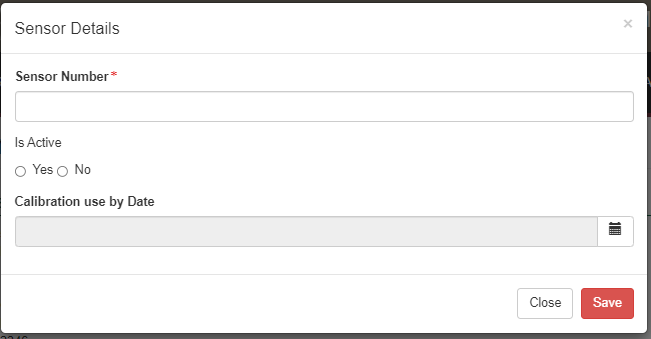 Sensor Details ×
Sensor Number*
Is Active
Yes No
Calibration use by Date
Close Save